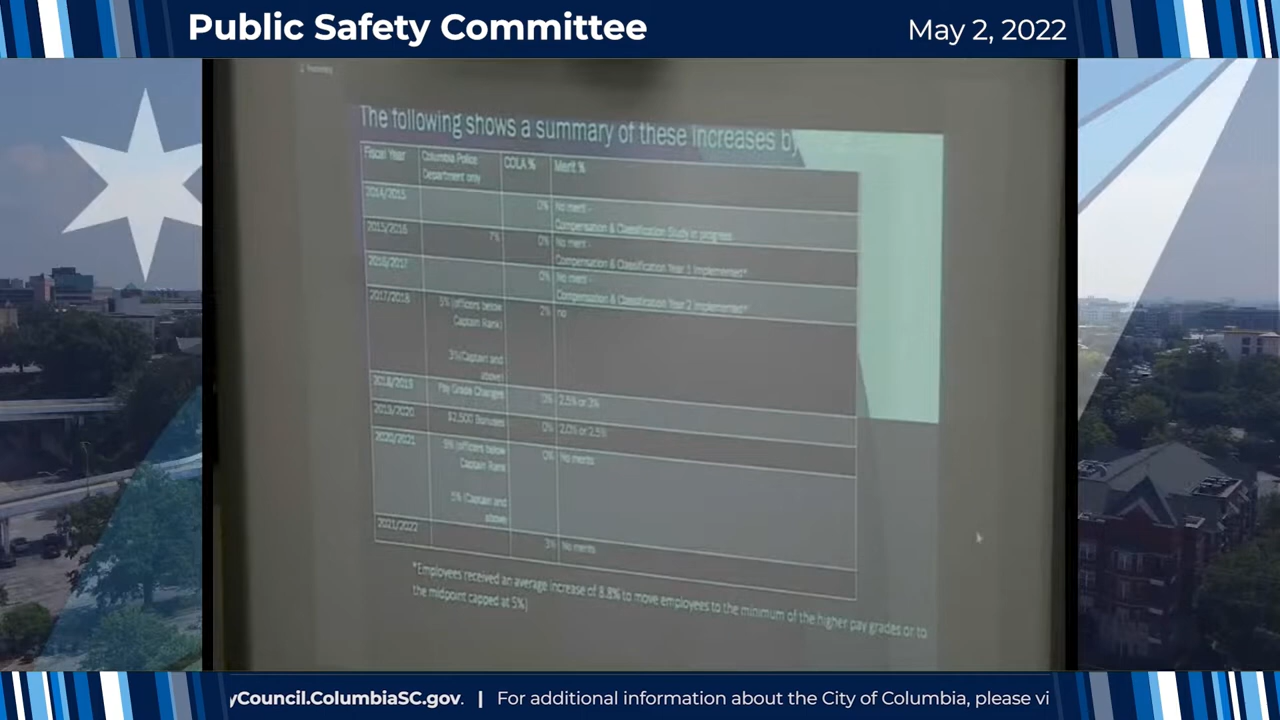 Public Safety Committee
May 2, 2022
The following shows a summary of these increases by
Fiscal Year
Columbia Police
Department only
COLA %
Merit %
2014/2015
0%
No merit -
Compensation & Classification Study in progress
2015/2016
7%
0%
No merit -
Compensation & Classification Year 1 Implemented*
2016/2017
0%
No merit -
Compensation & Classification Year 2 Implemented*
2017/2018
5% (officers below
Captain Rank)
3%(Captain and
above)
2%
no
2018/2019
Pay Grade Changes
0%
2.5% or 3%
2019/2020
$2,500 Bonuses
0%
2.0% or 2.5%
2020/2021
(officers below
Captain Rank
5% (Captain and
above
0%
No merits
2021/2022
3%
No merits
*Employees received an average increase of 8.8% to move employees to the minimum of the higher pay grades or to
the midpoint capped at 5%)
yCouncil.ColumbiaSC.gov. | For additional information about the City of Columbia, please vi